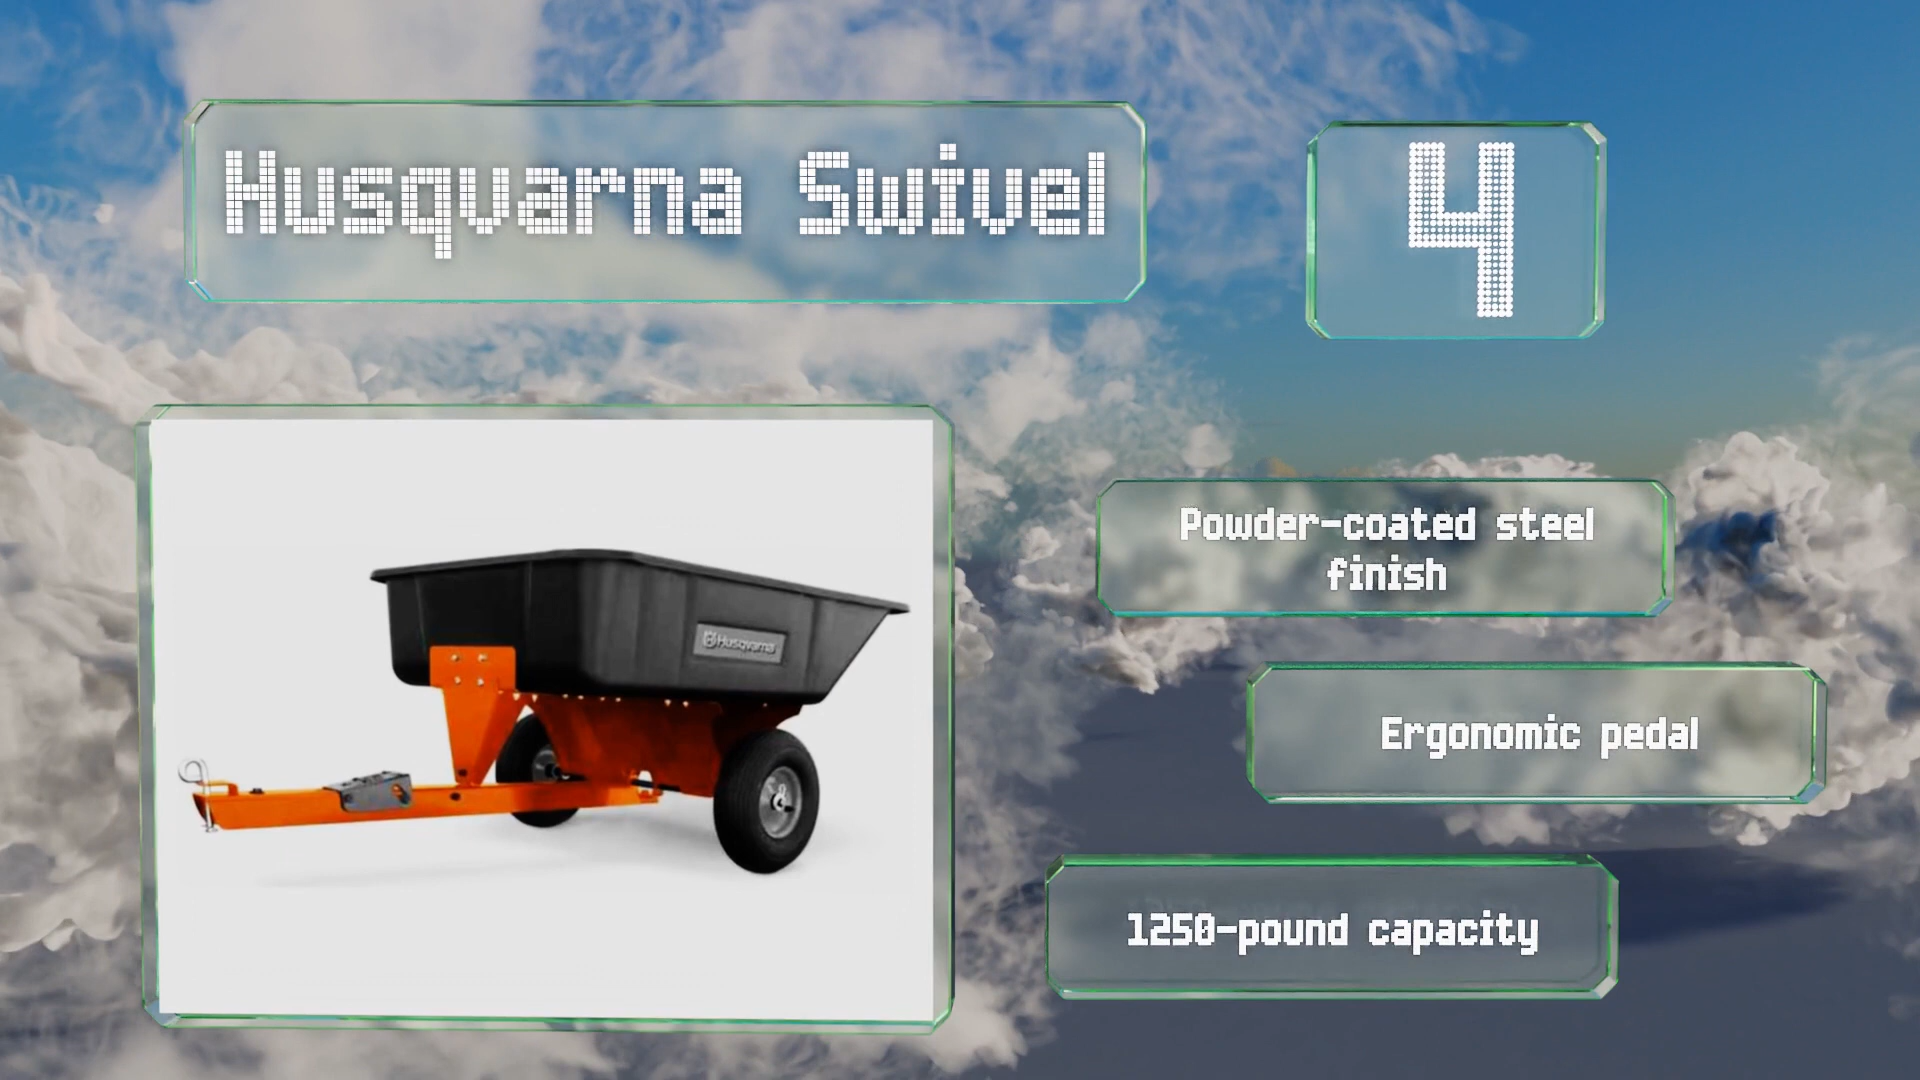 Husqvarna Swivel
4
Husqvarna
Powder-coated steel
finish
Ergonomic pedal
1250-pound capacity